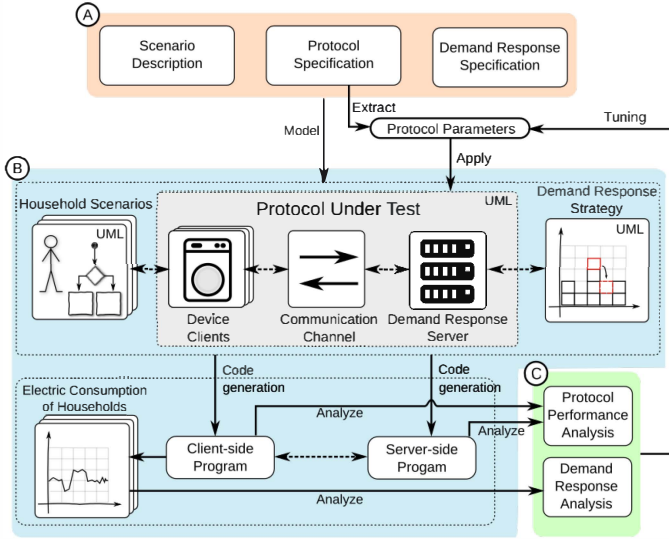 A
Scenario
Description
Protocol
Specification
Demand Response
Specification
Extract
Model
Protocol Parameters
Tuning
Apply
B
Household Scenarios
UML
Protocol Under Test
UML
Demand Response
Strategy
UML
Device
Clients
Communication
Channel
Demand Response
Server
Code
generation
Code
generation
C
Electric Consumption
of Households
Analyze
Analyze
Protocol
Performance
Analysis
Client-side
Program
Server-side
Progam
Analyze
Demand
Response
Analysis